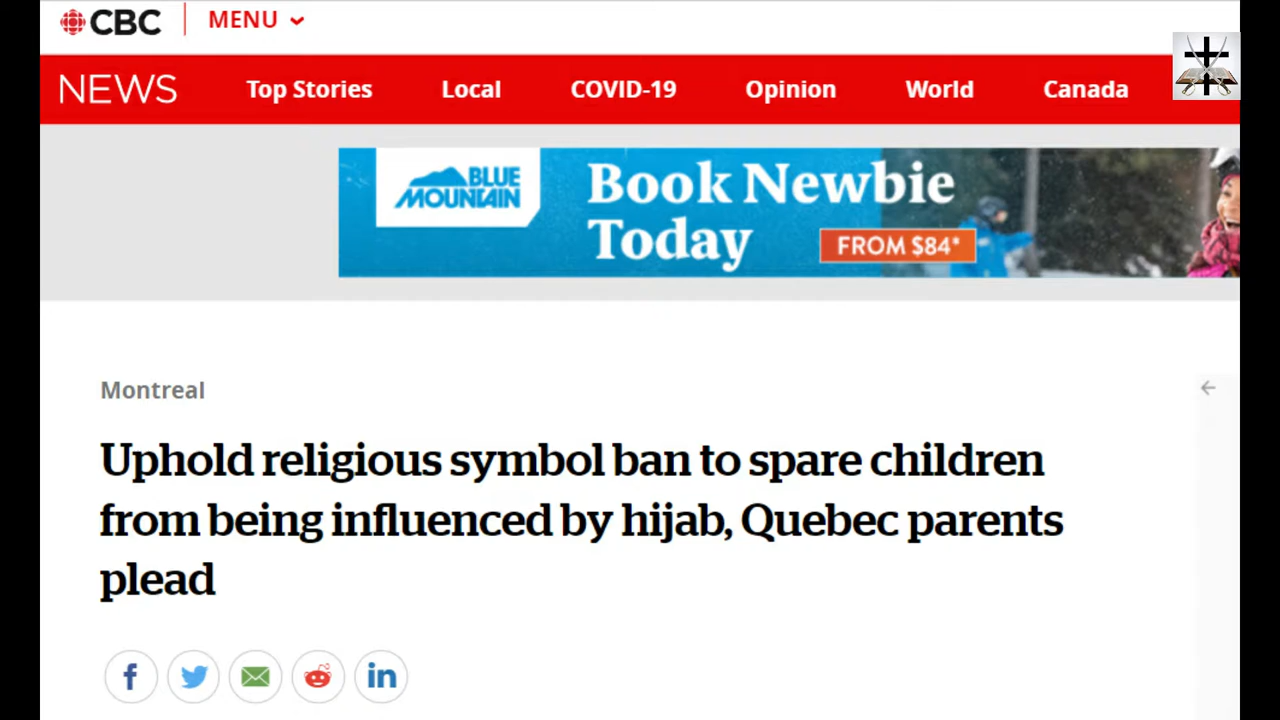 CBC MENU
NEWS Top Stories Local COVID-19 Opinion World Canada
BLUE
MOUNTAIN
Book Newbie
Today
FROM $84*
Montreal
Uphold religious symbol ban to spare children
from being influenced by hijab, Quebec parents
plead